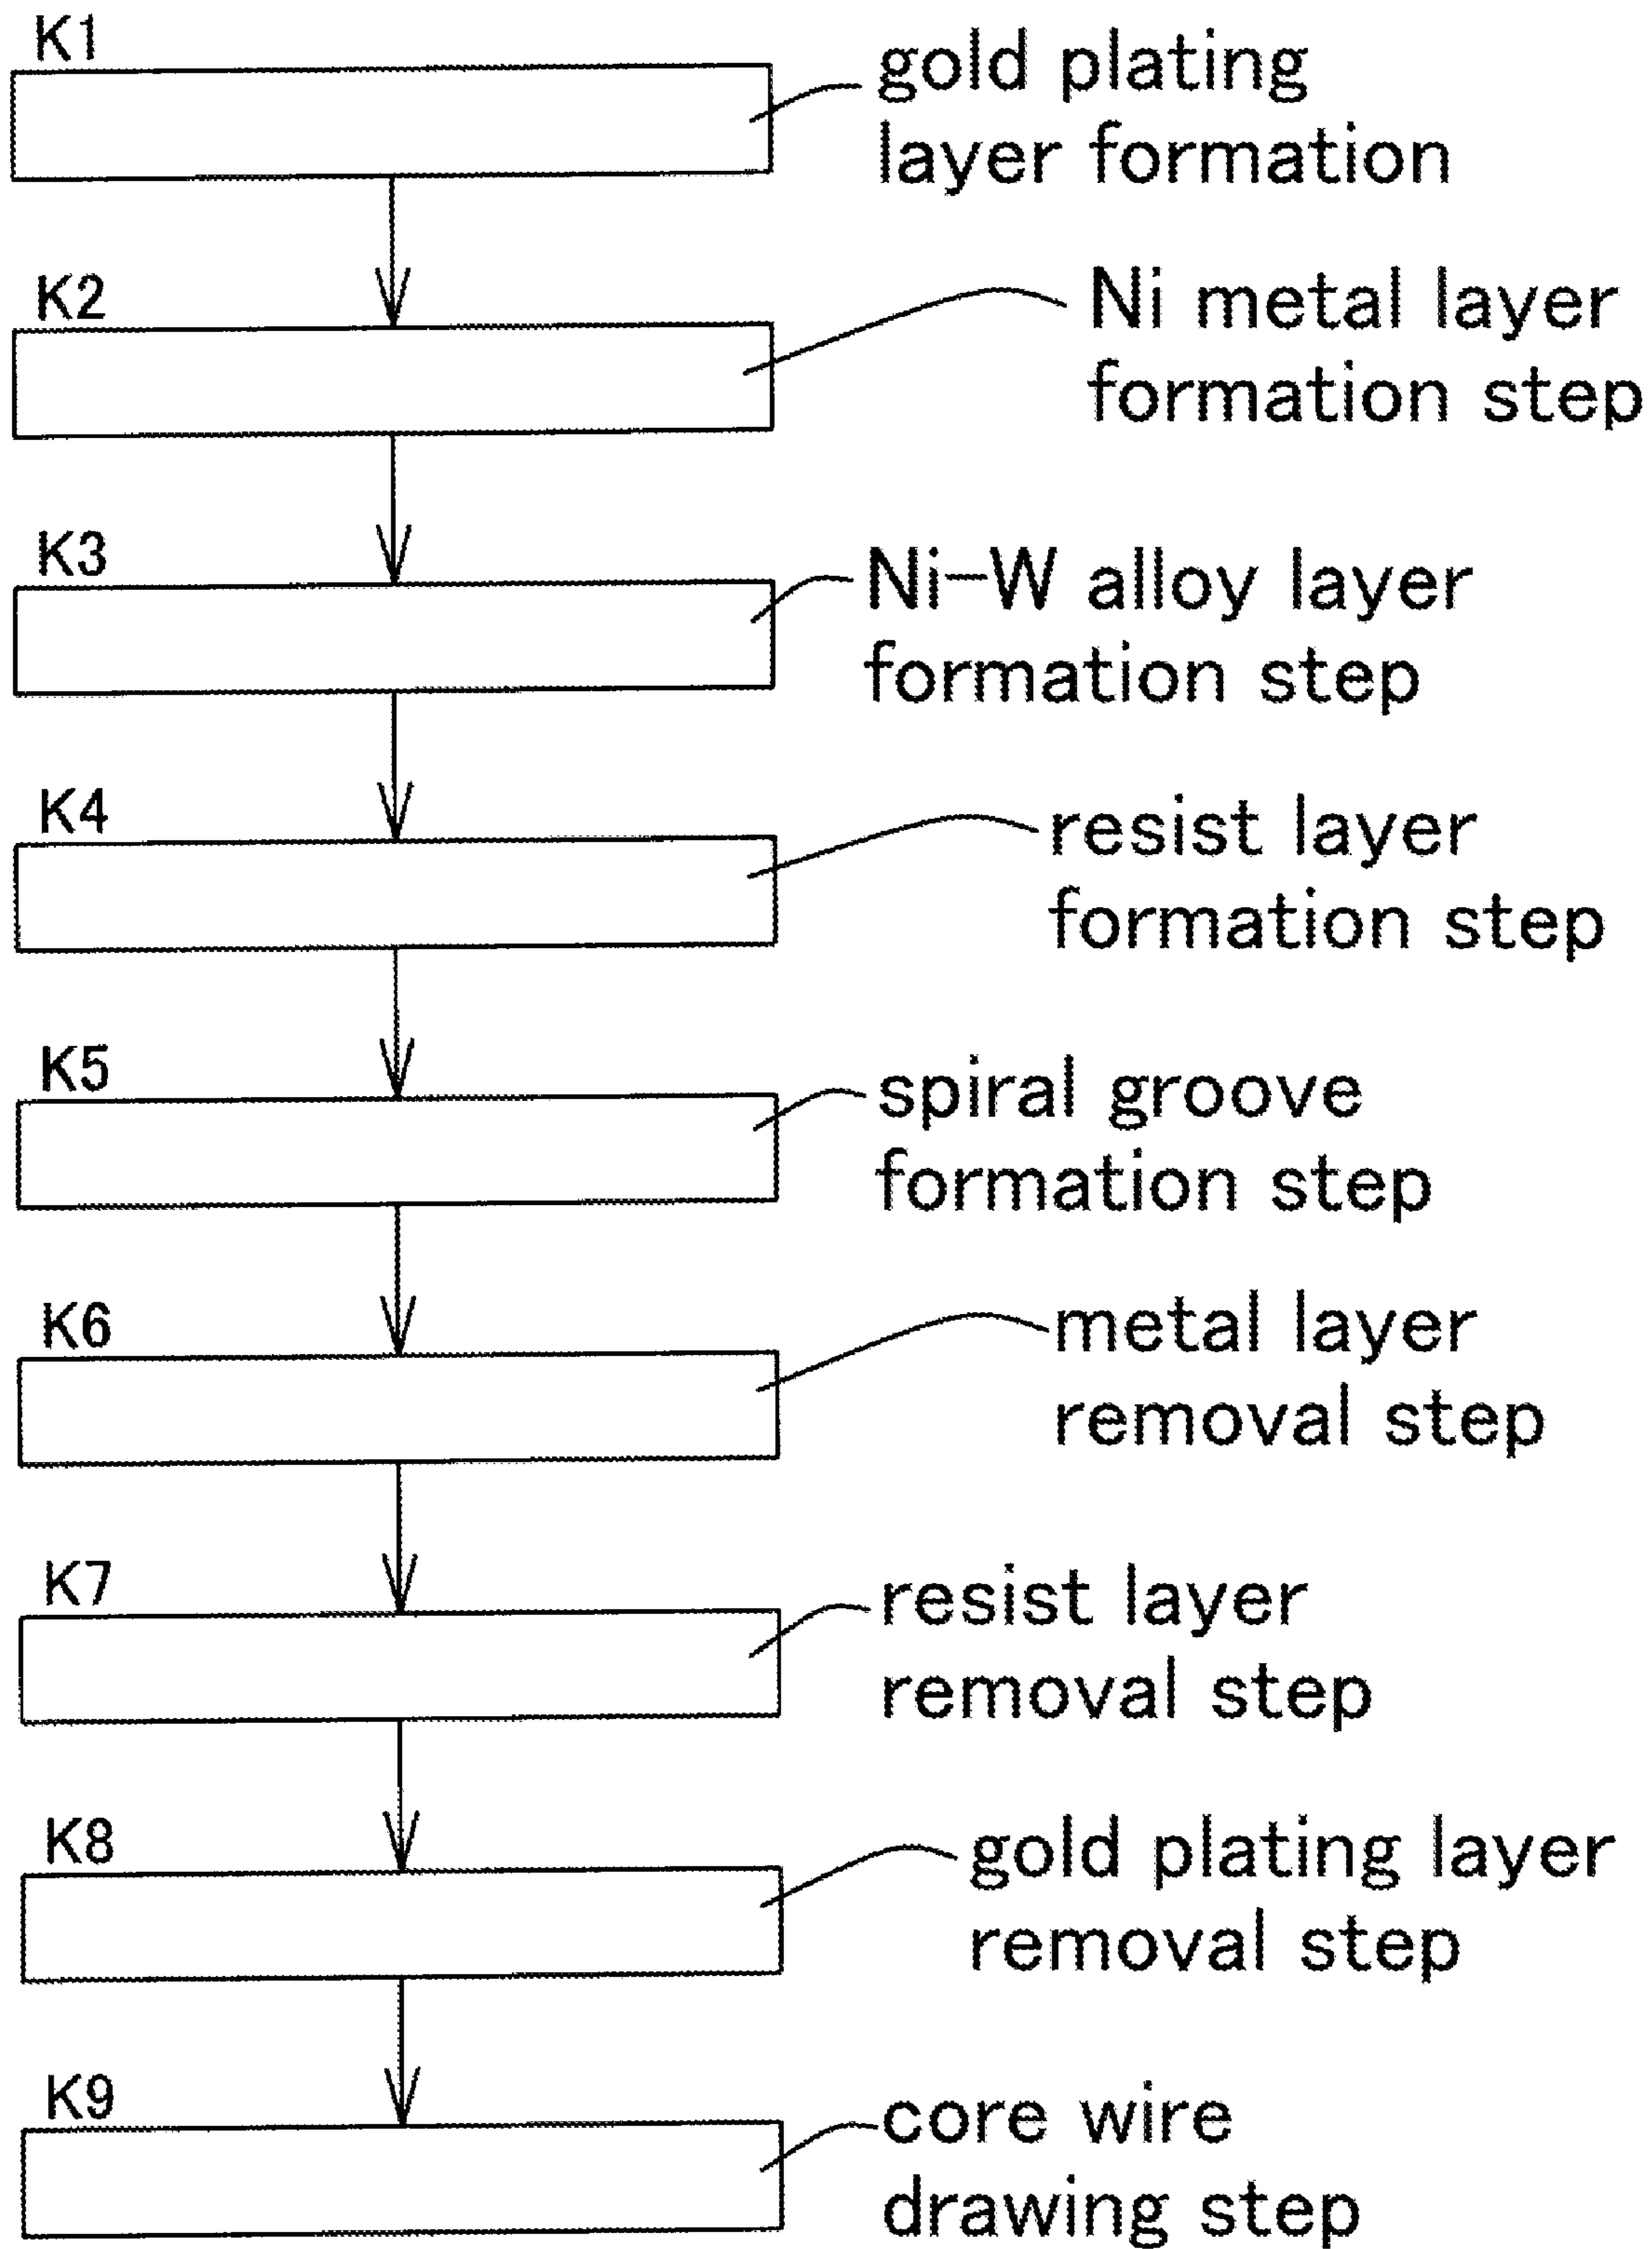 K1
gold plating
layer formation
K2
Ni metal layer
formation step
K3
Ni-W alloy layer
formation step
K4
resist layer
formation step
K5
spiral groove
formation step
K6
metal layer
removal step
K7
resist layer
removal step
K8
gold plating layer
removal step
K9
core wire
drawing step